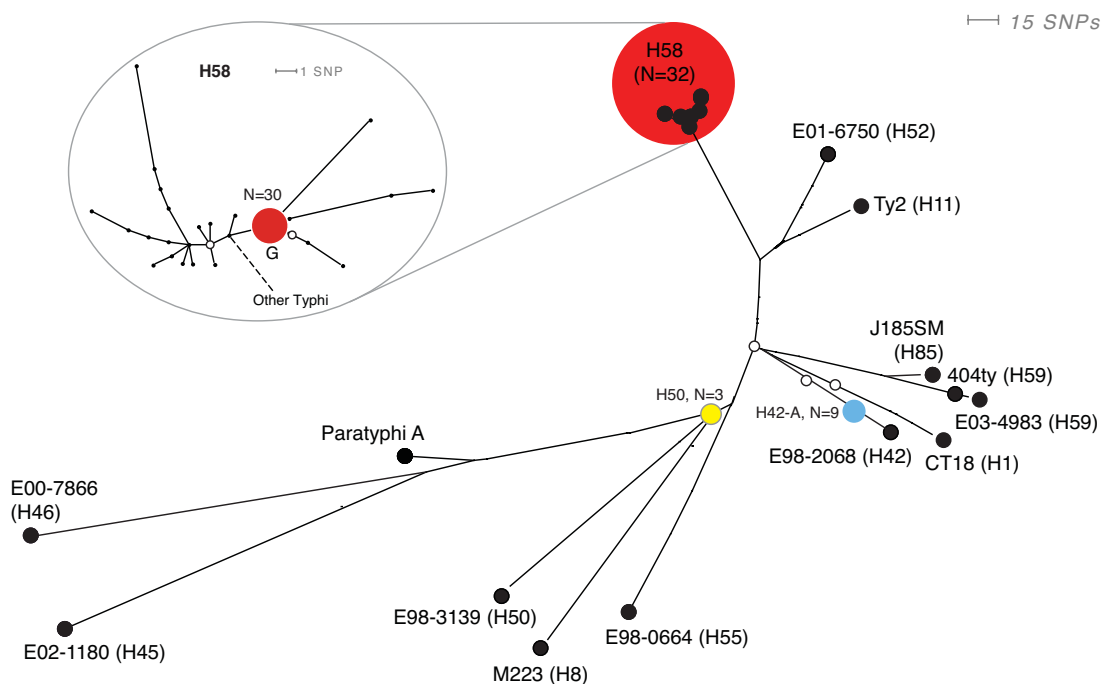 15 SNPs
H58
1 SNP
N=30
G
Other Typhi
H58
(N=32)
E01-6750 (H52)
Ty2 (H11)
J185SM
(H85)
404ty (H59)
E03-4983 (H59)
H50, N=3
H42-A, N=9
E98-2068 (H42)
CT18 (H1)
Paratyphi A
E00-7866
(H46)
E98-3139 (H50)
E98-0664 (H55)
E02-1180 (H45)
M223 (H8)